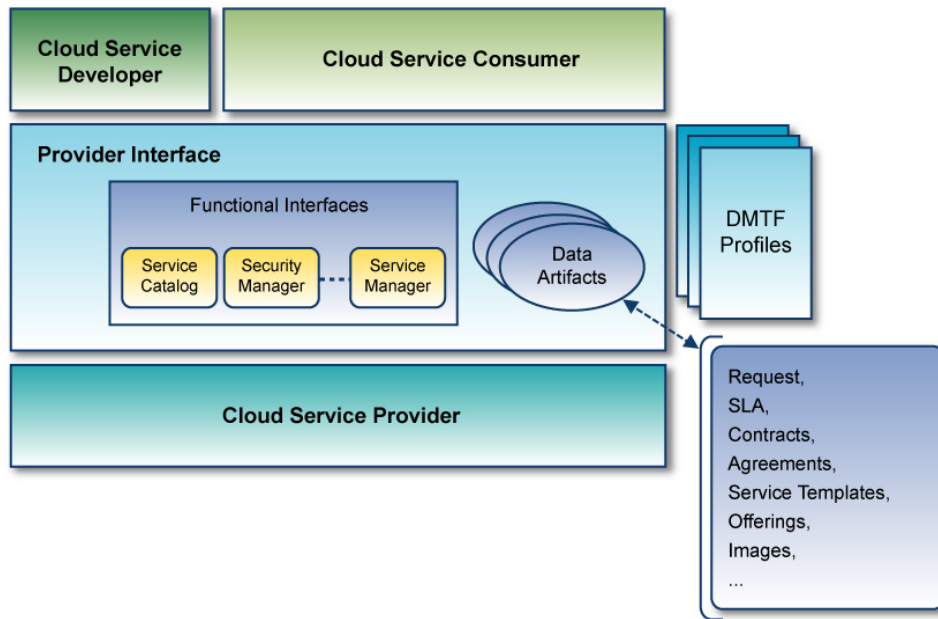 Cloud Service
Developer
Cloud Service Consumer
Provider Interface
Functional Interfaces
Service
Catalog
Security
Manager
Service
Manager
Data
Artifacts
DMTF
Profiles
Cloud Service Provider
Request,
SLA,
Contracts,
Agreements,
Service Templates,
Offerings,
Images,
...